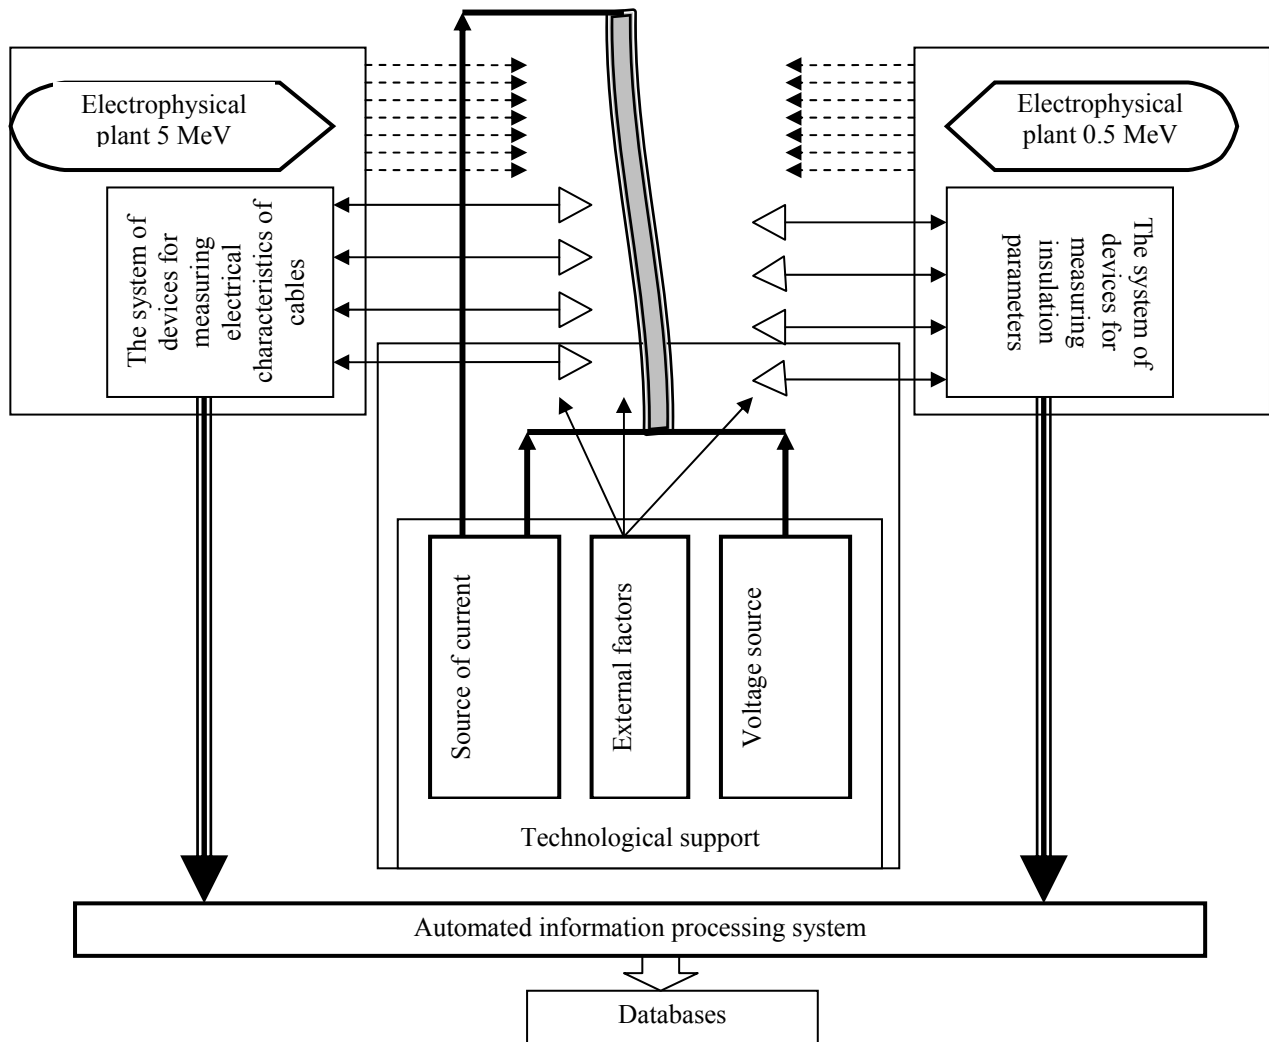 Electrophysical
plant 5 MeV
Electrophysical
plant 0.5 MeV
The system of
devices for
measuring
electrical
characteristics of
cables
The system of
devices for
measuring
insulation
parameters
Source of current
External factors
Voltage source
Technological support
Automated information processing system
Databases